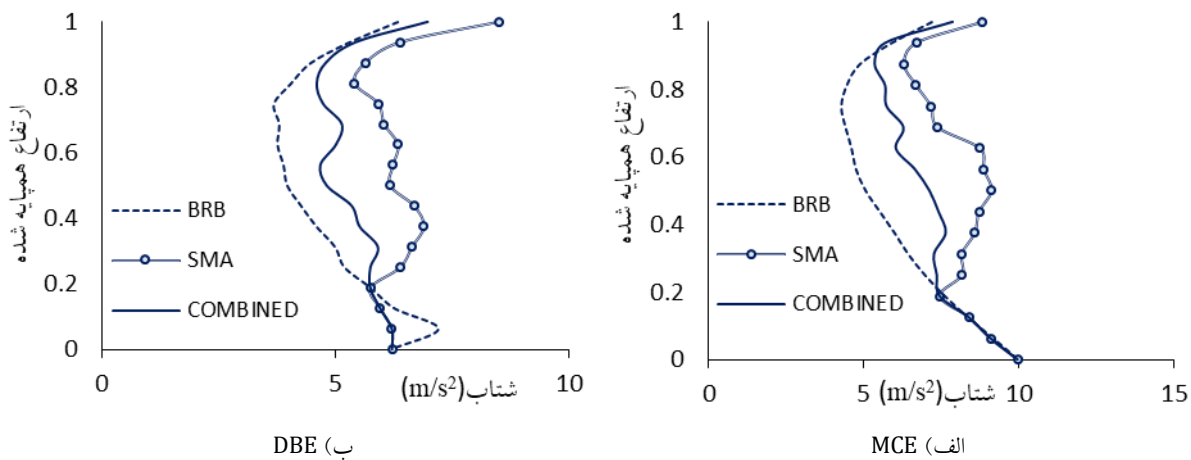 1
0.8
0.6
0.4
0.2
0
ارتفاع همپایه شده
BRB
SMA
COMBINED
0
5
10
شتاب(m/s²)
ب) DBE
1
0.8
0.6
0.4
0.2
0
ارتفاع همپایه شده
BRB
SMA
COMBINED
0
5
10
15
شتاب(m/s²)
الف) MCE